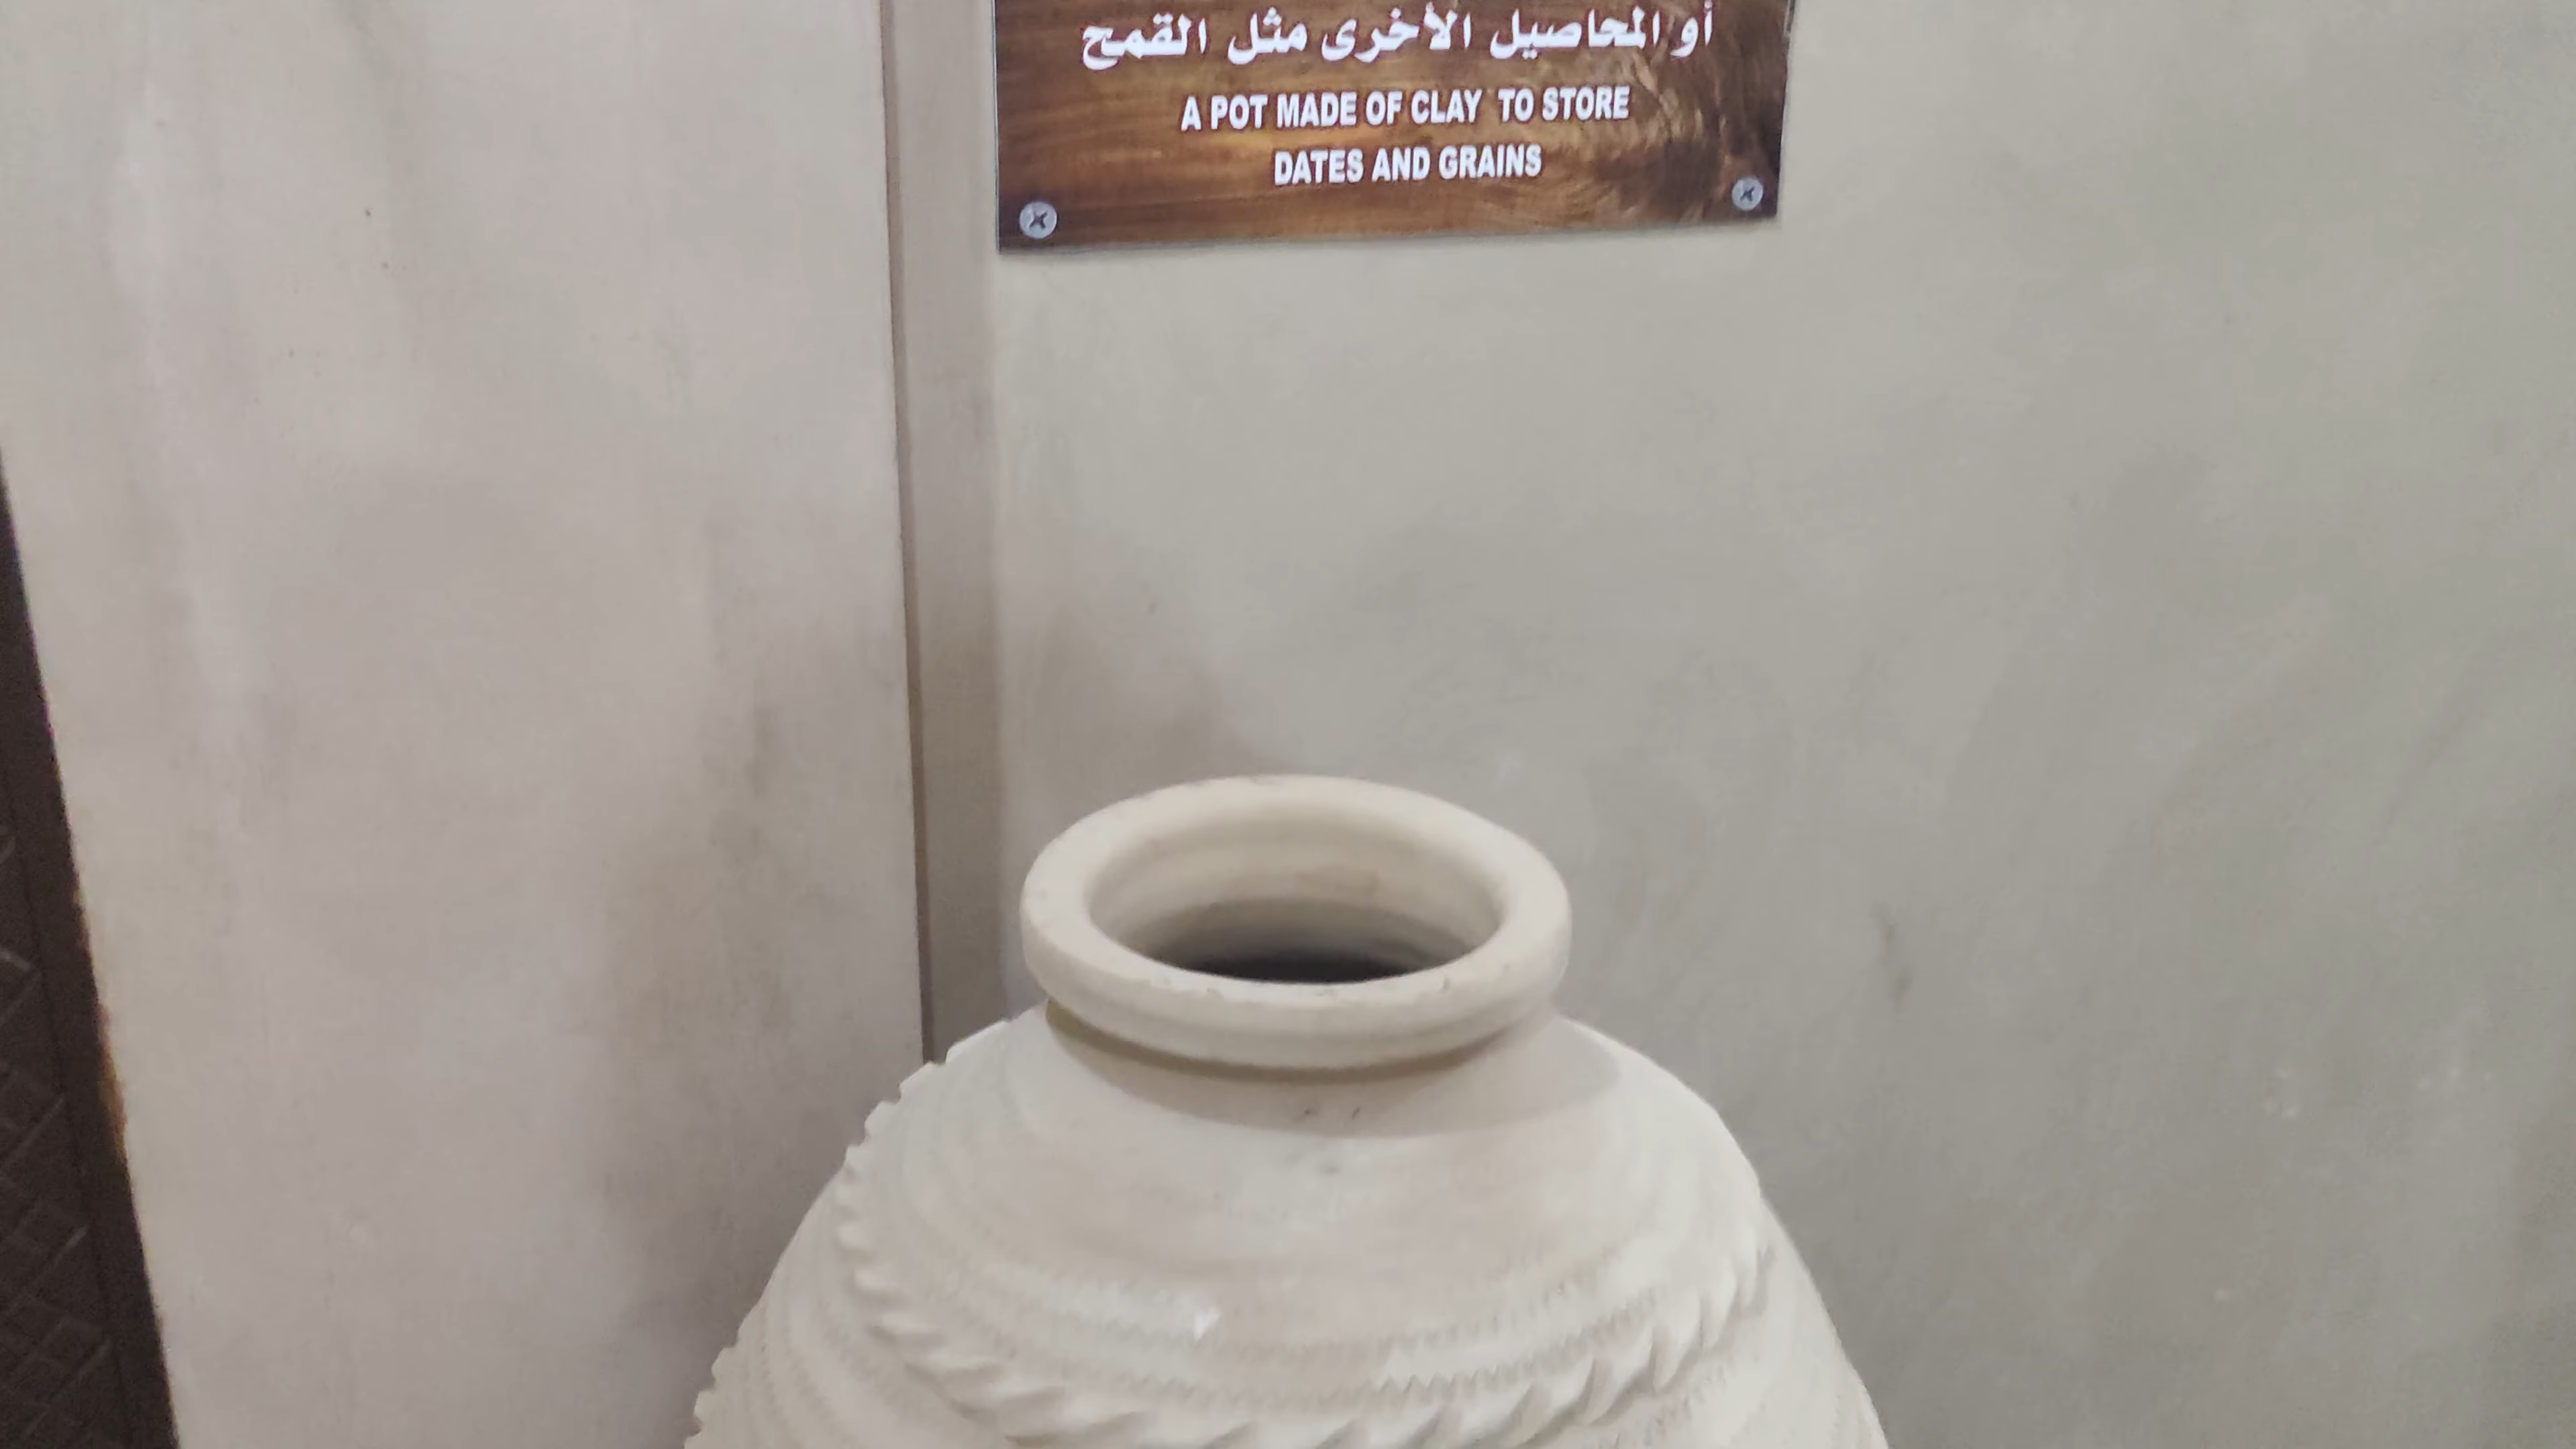 أو المحاصيل الأخرى مثل القمح
A POT MADE OF CLAY TO STORE
DATES AND GRAINS